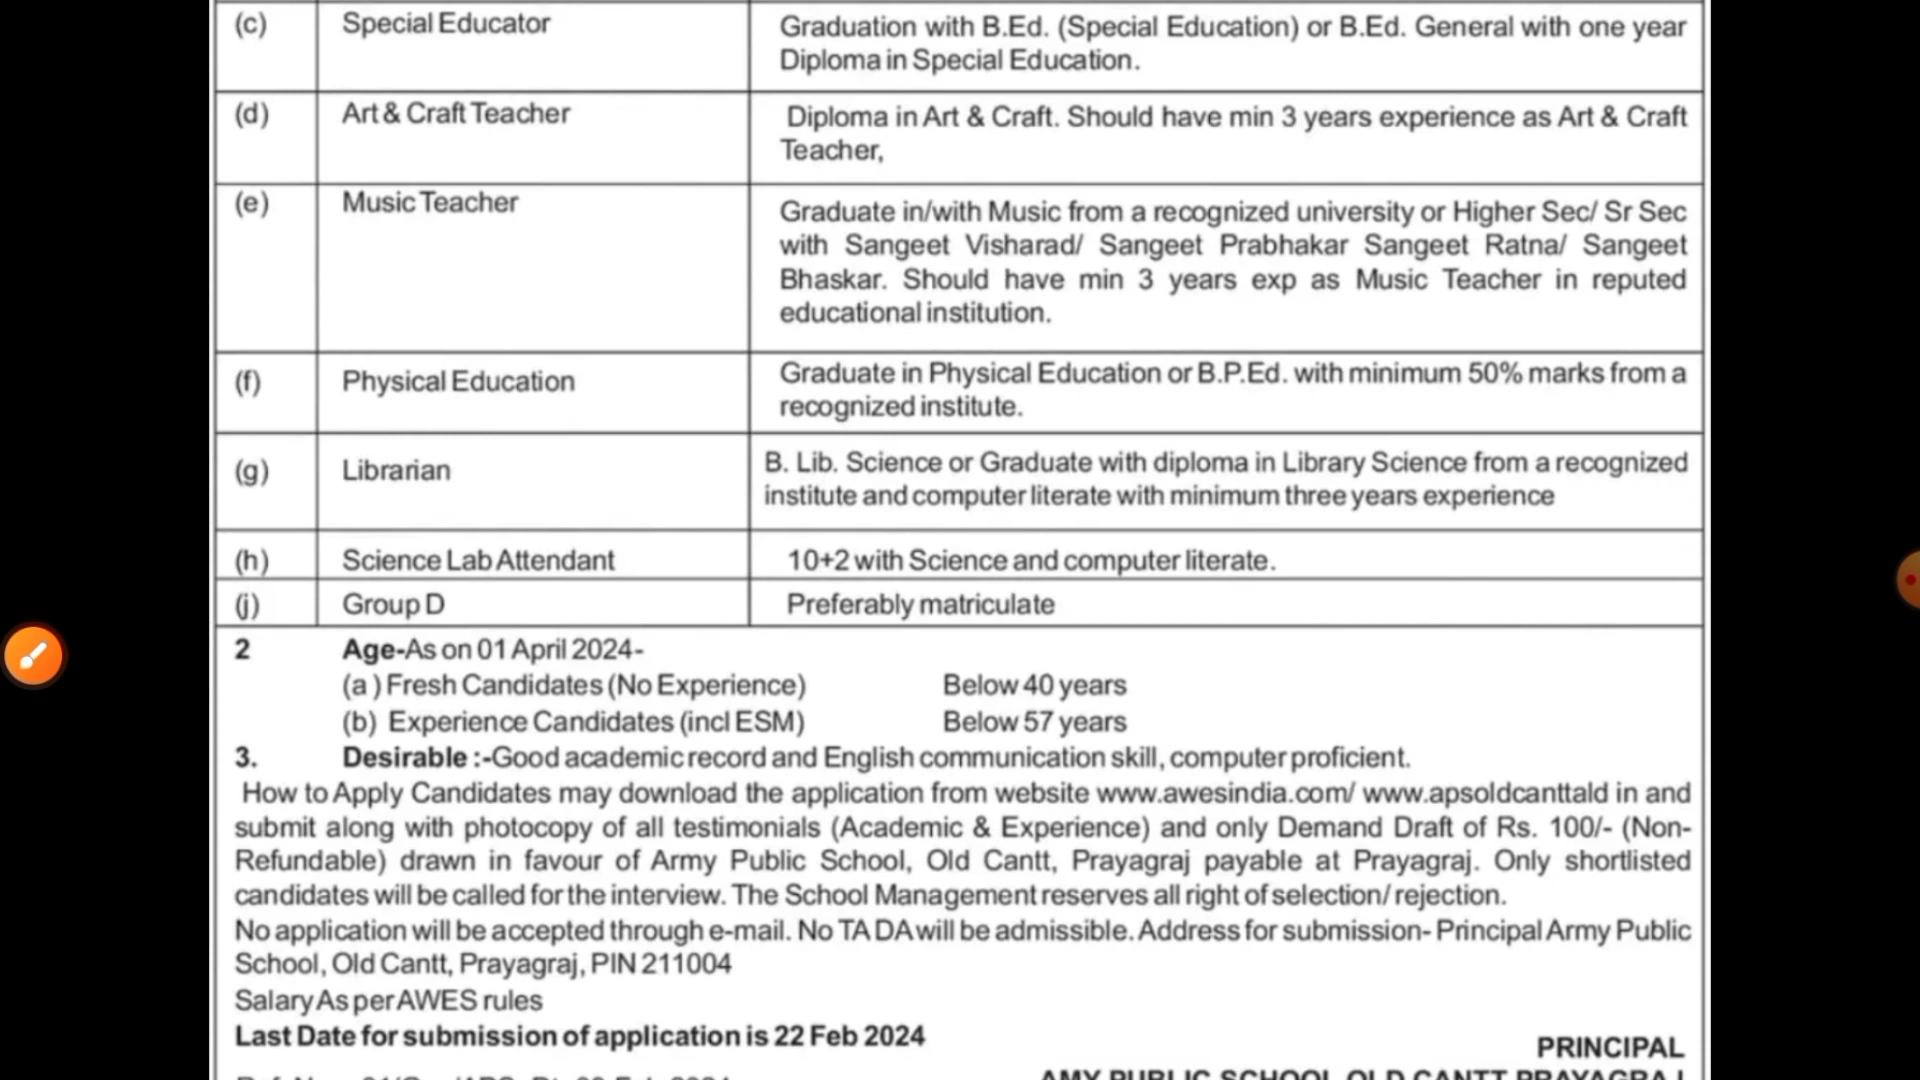 (c) Special Educator Graduation with B.Ed. (Special Education) or B.Ed. General with one year
Diploma in Special Education.
(d) Art & Craft Teacher Diploma in Art & Craft. Should have min 3 years experience as Art & Craft
Teacher,
(e) Music Teacher Graduate in/with Music from a recognized university or Higher Sec/ Sr Sec
with Sangeet Visharad/ Sangeet Prabhakar Sangeet Ratna/ Sangeet
Bhaskar. Should have min 3 years exp as Music Teacher in reputed
educational institution.
(f) Physical Education Graduate in Physical Education or B.P.Ed. with minimum 50% marks from a
recognized institute.
(g) Librarian B. Lib. Science or Graduate with diploma in Library Science from a recognized
institute and computer literate with minimum three years experience
(h) Science Lab Attendant 10+2 with Science and computer literate.
(j) Group D Preferably matriculate
2 Age-As on 01 April 2024-
(a ) Fresh Candidates (No Experience) Below 40 years
(b) Experience Candidates (incl ESM) Below 57 years
3. Desirable :-Good academic record and English communication skill, computer proficient.
How to Apply Candidates may download the application from website www.awesindia.com/ www.apsoldcanttald in and
submit along with photocopy of all testimonials (Academic & Experience) and only Demand Draft of Rs. 100/- (Non-
Refundable) drawn in favour of Army Public School, Old Cantt, Prayagraj payable at Prayagraj. Only shortlisted
candidates will be called for the interview. The School Management reserves all right of selection/ rejection.
No application will be accepted through e-mail. No TA DA will be admissible. Address for submission- Principal Army Public
School, Old Cantt, Prayagraj, PIN 211004
Salary As per AWES rules
Last Date for submission of application is 22 Feb 2024
PRINCIPAL
AMY PUBLIC SCHOOL OLD CANTT PRAYAGRAJ